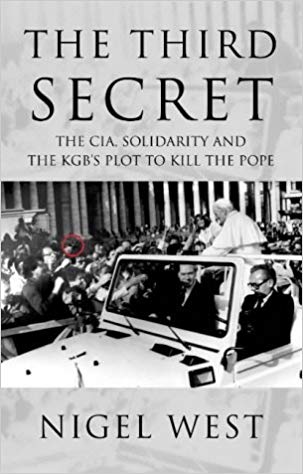 THE THIRD
SECRET
THE CIA, SOLIDARITY AND
THE KGB'S PLOT TO KILL THE POPE
NIGEL WEST